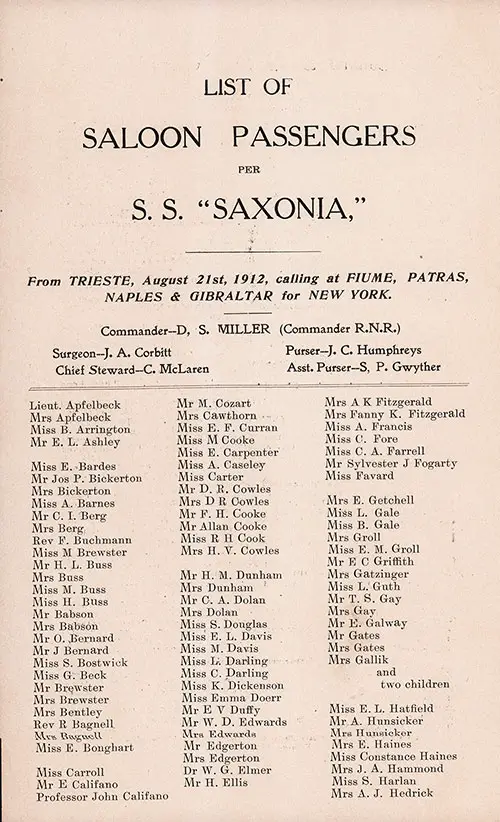 LIST OF
SALOON PASSENGERS
PER
S. S. "SAXONIA,"
From TRIESTE, August 21st, 1912, calling at FIUME, PATRAS,
NAPLES & GIBRALTAR for NEW YORK.
Commander--D, S. MILLER (Commander R.N.R.)
Surgeon--J. A. Corbitt
Purser--J. C. Humphreys
Chief Steward--C. McLaren
Asst. Purser--S, P. Gwyther
Lieut. Apfelbeck
Mrs Apfelbeck
Miss B. Arrington
Mr E. L. Ashley
Miss E. Bardes
Mr Jos P. Bickerton
Mrs Bickerton
Miss A. Barnes
Mr C. I. Berg
Mrs Berg
Rev F. Buchmann
Miss M Brewster
Mr H. L. Buss
Mrs Buss
Miss M. Buss
Miss H. Buss
Mr Babson
Mrs Babson
Mr O. Bernard
Mr J Bernard
Miss S. Bostwick
Miss G. Beck
Mr Brewster
Mrs Brewster
Mrs Bentley
Rev R Bagnell
Mrs Bagnell
Miss E. Bonghart
Miss Carroll
Mr E Califano
Professor John Califano
Mr M. Cozart
Mrs Cawthorn
Miss E. F. Curran
Miss M Cooke
Miss E. Carpenter
Miss A. Caseley
Miss Carter
Mr D. R. Cowles
Mrs D R Cowles
Mr F. H. Cooke
Mr Allan Cooke
Miss R H Cook
Mrs H. V. Cowles
Mr H. M. Dunham
Mrs Dunham
Mr C. A. Dolan
Mrs Dolan
Miss S. Douglas
Miss E. L. Davis
Miss M. Davis
Miss L. Darling
Miss C. Darling
Miss K. Dickenson
Miss Emma Doerr
Mr E V Duffy
Mr W. D. Edwards
Mrs Edwards
Mr Edgerton
Mrs Edgerton
Dr W. G. Elmer
Mr H. Ellis
Mrs A K Fitzgerald
Mrs Fanny K. Fitzgerald
Miss A. Francis
Miss C. Fore
Miss C. A. Farrell
Mr Sylvester J Fogarty
Miss Favard
Mrs E. Getchell
Miss L. Gale
Miss B. Gale
Mrs Groll
Miss E. M. Groll
Mr E C Griffith
Mrs Gatzinger
Miss L. Guth
Mr T. S. Gay
Mrs Gay
Mr E. Galway
Mr Gates
Mrs Gates
Mrs Gallik
and
two children
Miss E. L. Hatfield
Mr A. Hunsicker
Mrs Hunsicker
Mrs E. Haines
Miss Constance Haines
Mrs J. A. Hammond
Miss S. Harlan
Mrs A. J. Hedrick